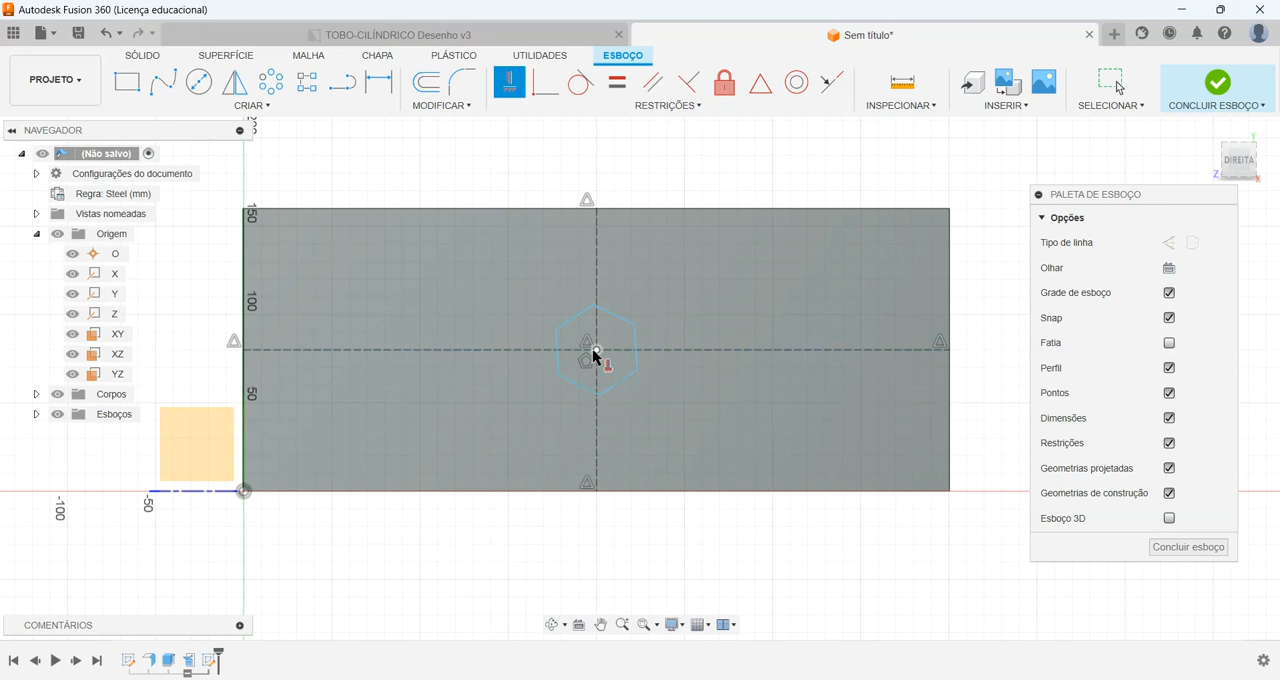 Autodesk Fusion 360 (Licença educacional)
TOBO-CILÍNDRICO Desenho v3
Sem título*
SÓLIDO
SUPERFÍCIE
MALHA
CHAPA
PLÁSTICO
UTILIDADES
ESBOÇO
PROJETO
CRIAR
MODIFICAR
RESTRIÇÕES
INSPECIONAR
INSERIR
SELECIONAR
CONCLUIR ESBOÇO
NAVEGADOR
(Não salvo)
Configurações do documento
Regra: Steel (mm)
Vistas nomeadas
Origem
O
X
Y
Z
XY
XZ
YZ
Corpos
Esboços
200
150
100
50
-50
-100
Y
DIREITA
Z
X
PALETA DE ESBOÇO
Opções
Tipo de linha
Olhar
Grade de esboço
Snap
Fatia
Perfil
Pontos
Dimensões
Restrições
Geometrias projetadas
Geometrias de construção
Esboço 3D
Concluir esboço
COMENTÁRIOS